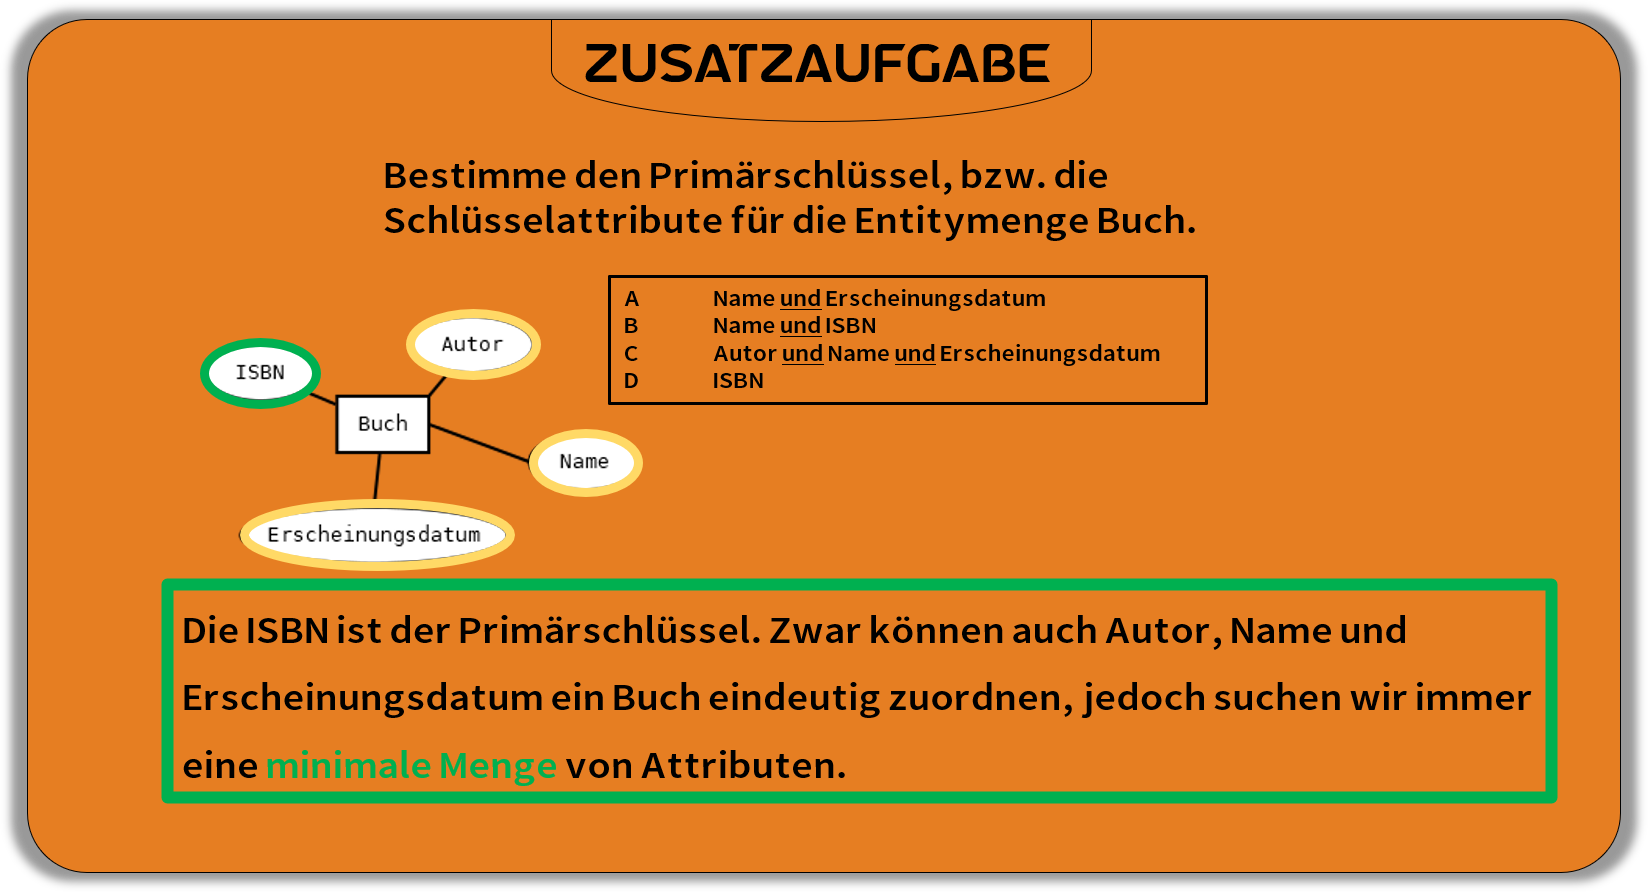 ZUSATZAUFGABE
Bestimme den Primärschlüssel, bzw. die
Schlüsselattribute für die Entitymenge Buch.
A Name und Erscheinungsdatum
B Name und ISBN
C Autor und Name und Erscheinungsdatum
D ISBN
Autor
ISBN
Buch
Name
Erscheinungsdatum
Die ISBN ist der Primärschlüssel. Zwar können auch Autor, Name und
Erscheinungsdatum ein Buch eindeutig zuordnen, jedoch suchen wir immer
eine minimale Menge von Attributen.